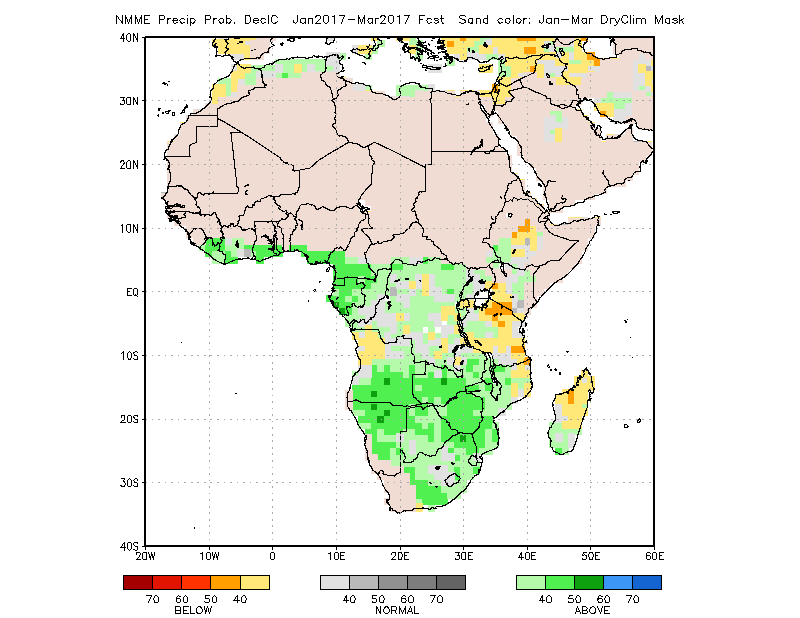 NMME Precip Prob. DecIC  Jan2017-Mar2017 Fcst  Sand color: Jan-Mar DryClim Mask
40N
30N
20N
10N
EQ
10S
20S
30S
40S
20W 10W 0 10E 20E 30E 40E 50E 60E
70 60 50 40 40 50 60 70 40 50 60 70
BELOW NORMAL ABOVE